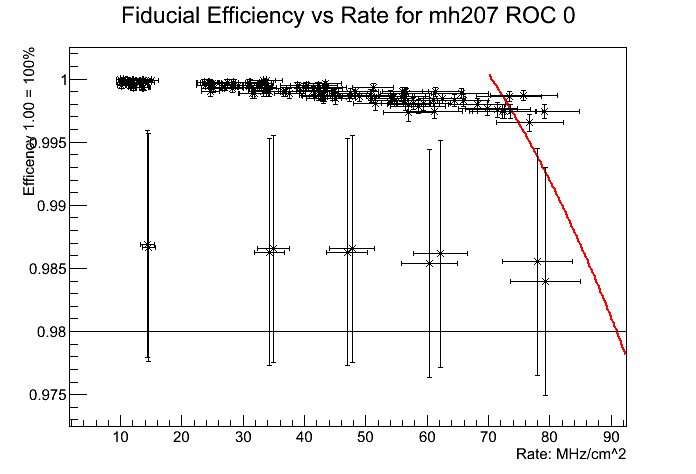 Fiducial Efficiency vs Rate for mh207 ROC 0
Efficency 1.00 = 100%
1
0.995
0.99
0.985
0.98
0.975
10 20 30 40 50 60 70 80 90
Rate: MHz/cm^2